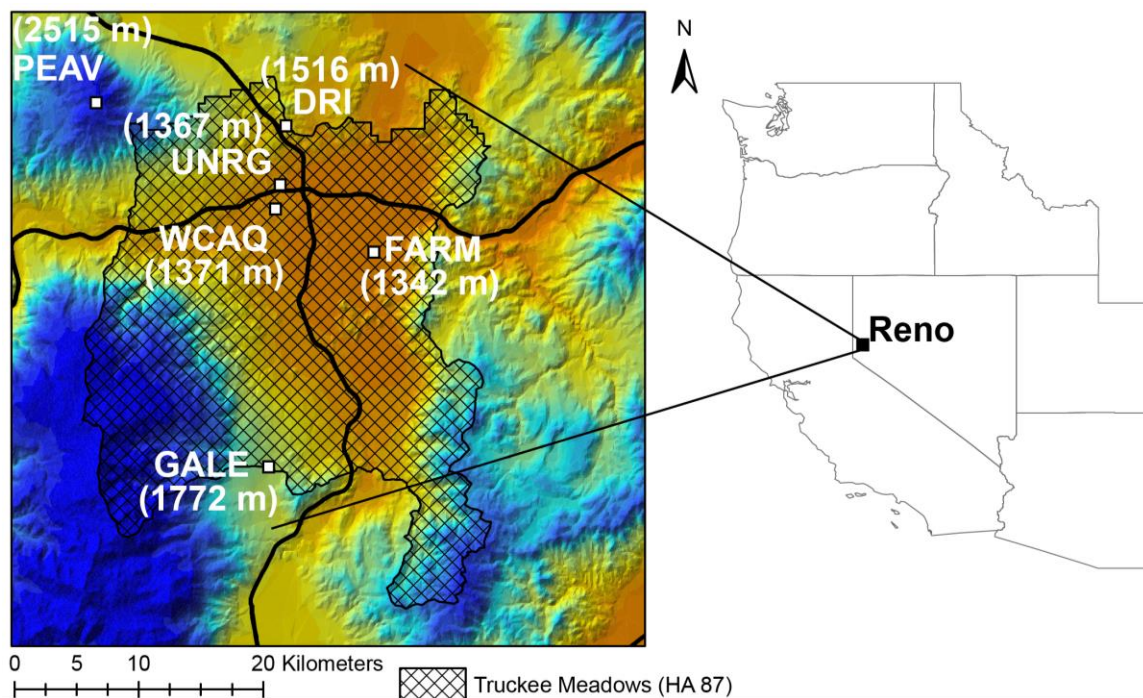 (2515 m)
PEAV
(1516 m)
DRI
(1367 m)
UNRG
WCAQ
(1371 m)
FARM
(1342 m)
GALE
(1772 m)
N
Reno
0 5 10 20 Kilometers
Truckee Meadows (HA 87)